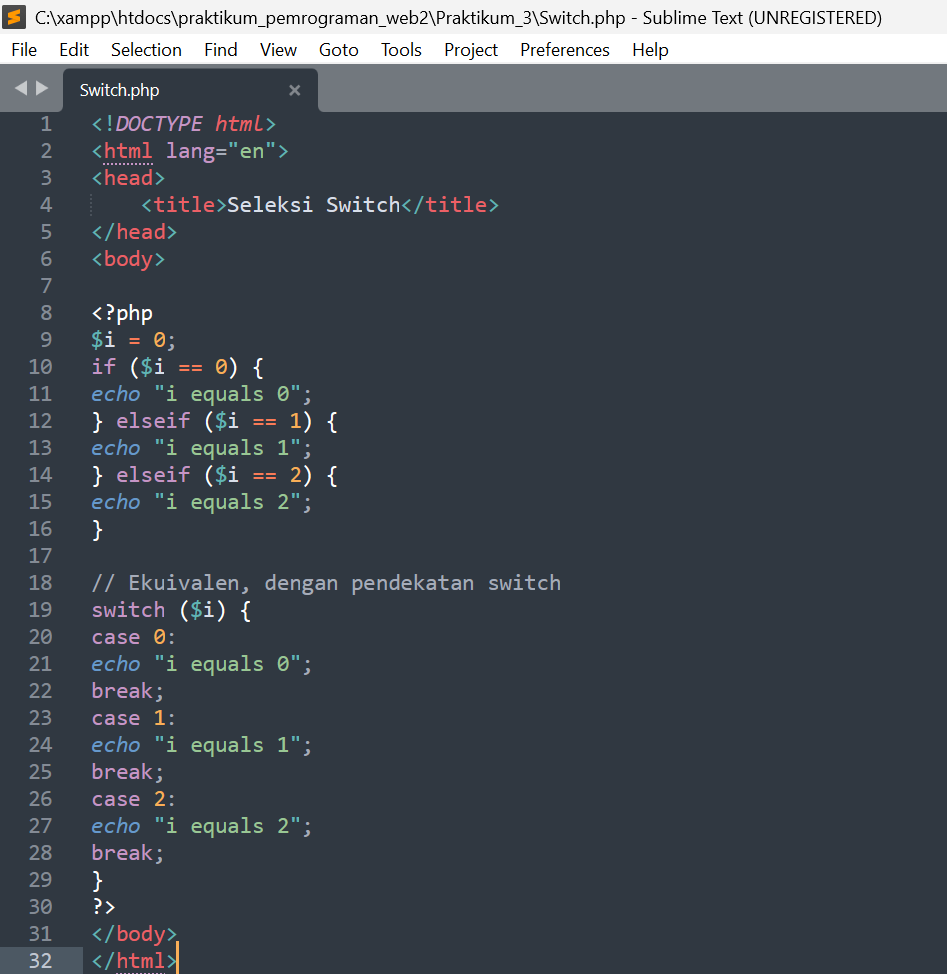 C:\xampp\htdocs\praktikum_pemrograman_web2\Praktikum_3\Switch.php - Sublime Text (UNREGISTERED)
File Edit Selection Find View Goto Tools Project Preferences Help
Switch.php
1 <!DOCTYPE html>
2 <html lang="en">
3 <head>
4     <title>Seleksi Switch</title>
5 </head>
6 <body>
7
8 <?php
9 $i = 0;
10 if ($i == 0) {
11 echo "i equals 0";
12 } elseif ($i == 1) {
13 echo "i equals 1";
14 } elseif ($i == 2) {
15 echo "i equals 2";
16 }
17
18 // Ekuivalen, dengan pendekatan switch
19 switch ($i) {
20 case 0:
21 echo "i equals 0";
22 break;
23 case 1:
24 echo "i equals 1";
25 break;
26 case 2:
27 echo "i equals 2";
28 break;
29 }
30 ?>
31 </body>
32 </html>